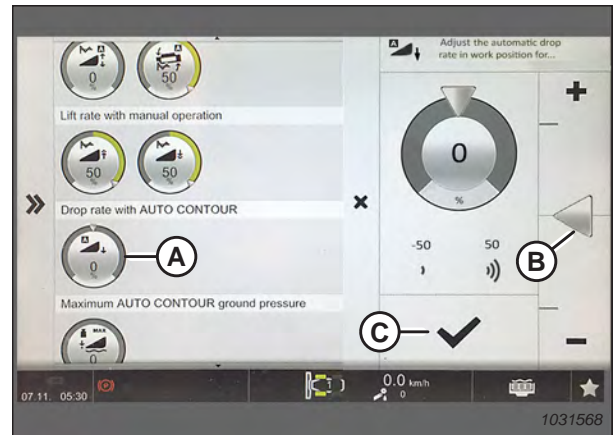 Adjust the automatic drop
rate in work position for...
0
%
50
%
Lift rate with manual operation
50
%
50
%
Drop rate with AUTO CONTOUR
A
0
%
A
Maximum AUTO CONTOUR ground pressure
MAX
0
0
%
-50
50
+
B
C
−
07.11. 05:30
0.0 km/h
0
1031568